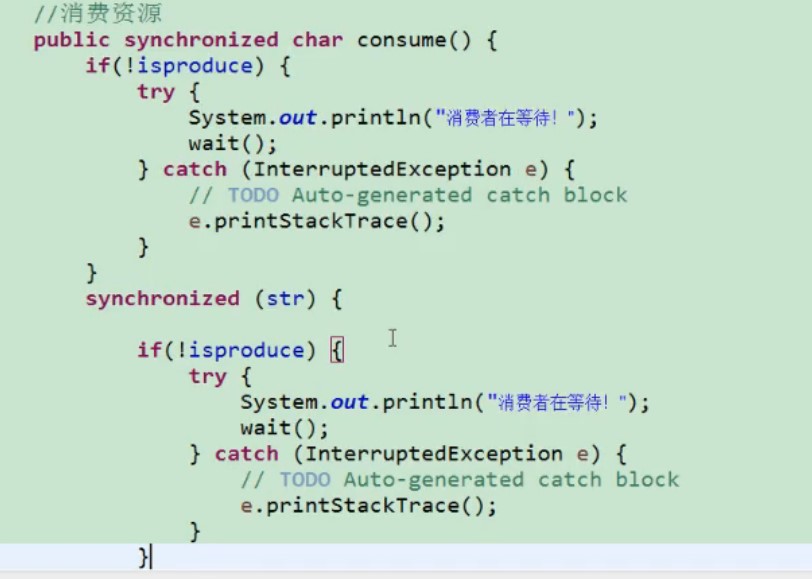 //消费资源
public synchronized char consume() {
if(!isproduce) {
try {
System.out.println("消费者在等待! ");
wait();
} catch (InterruptedException e) {
// TODO Auto-generated catch block
e.printStackTrace();
}
}
synchronized (str) {
if(!isproduce) {
try {
System.out.println("消费者在等待! ");
wait();
} catch (InterruptedException e) {
// TODO Auto-generated catch block
e.printStackTrace();
}
}